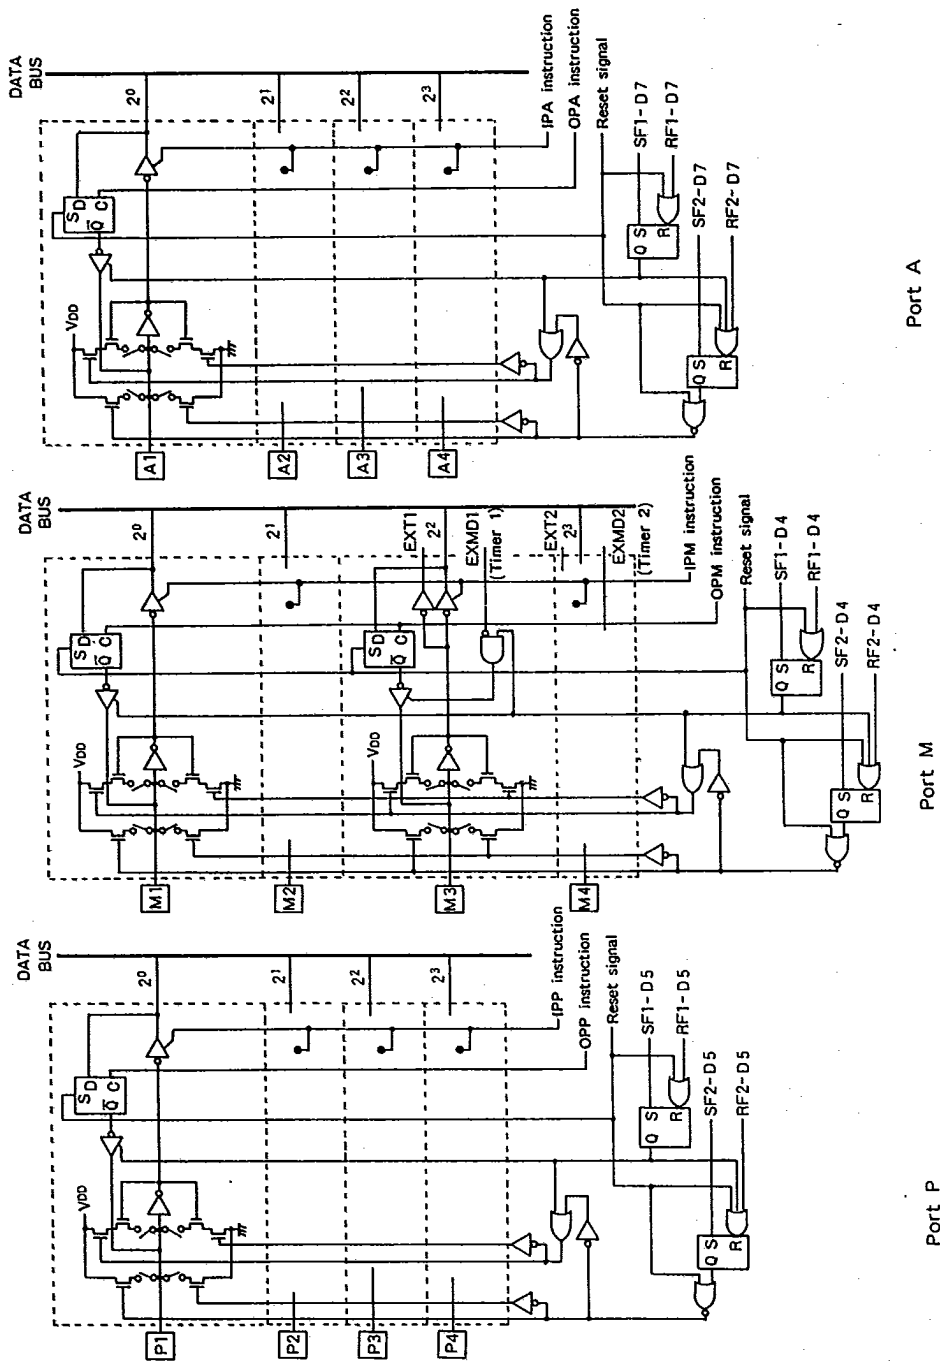 DATA
BUS
2⁰
2¹
2²
2³
IPA instruction
OPA instruction
Reset signal
SF1-D7
RF1-D7
SF2-D7
RF2-D7
S
D
Q̅
C
VDD
Q
S
R
Q
S
R
A1
A2
A3
A4
Port A
DATA
BUS
2⁰
2¹
EXT1
2²
EXMD1
(Timer 1)
EXT2
2³
EXMD2
(Timer 2)
IPM instruction
OPM instruction
Reset signal
SF1-D4
RF1-D4
SF2-D4
RF2-D4
S
D
Q̅
C
S
D
Q̅
C
VDD
VDD
Q
S
R
Q
S
R
M1
M2
M3
M4
Port M
DATA
BUS
2⁰
2¹
2²
2³
IPP instruction
OPP instruction
Reset signal
SF1-D5
RF1-D5
SF2-D5
RF2-D5
S
D
Q̅
C
VDD
Q
S
R
Q
S
R
P1
P2
P3
P4
Port P